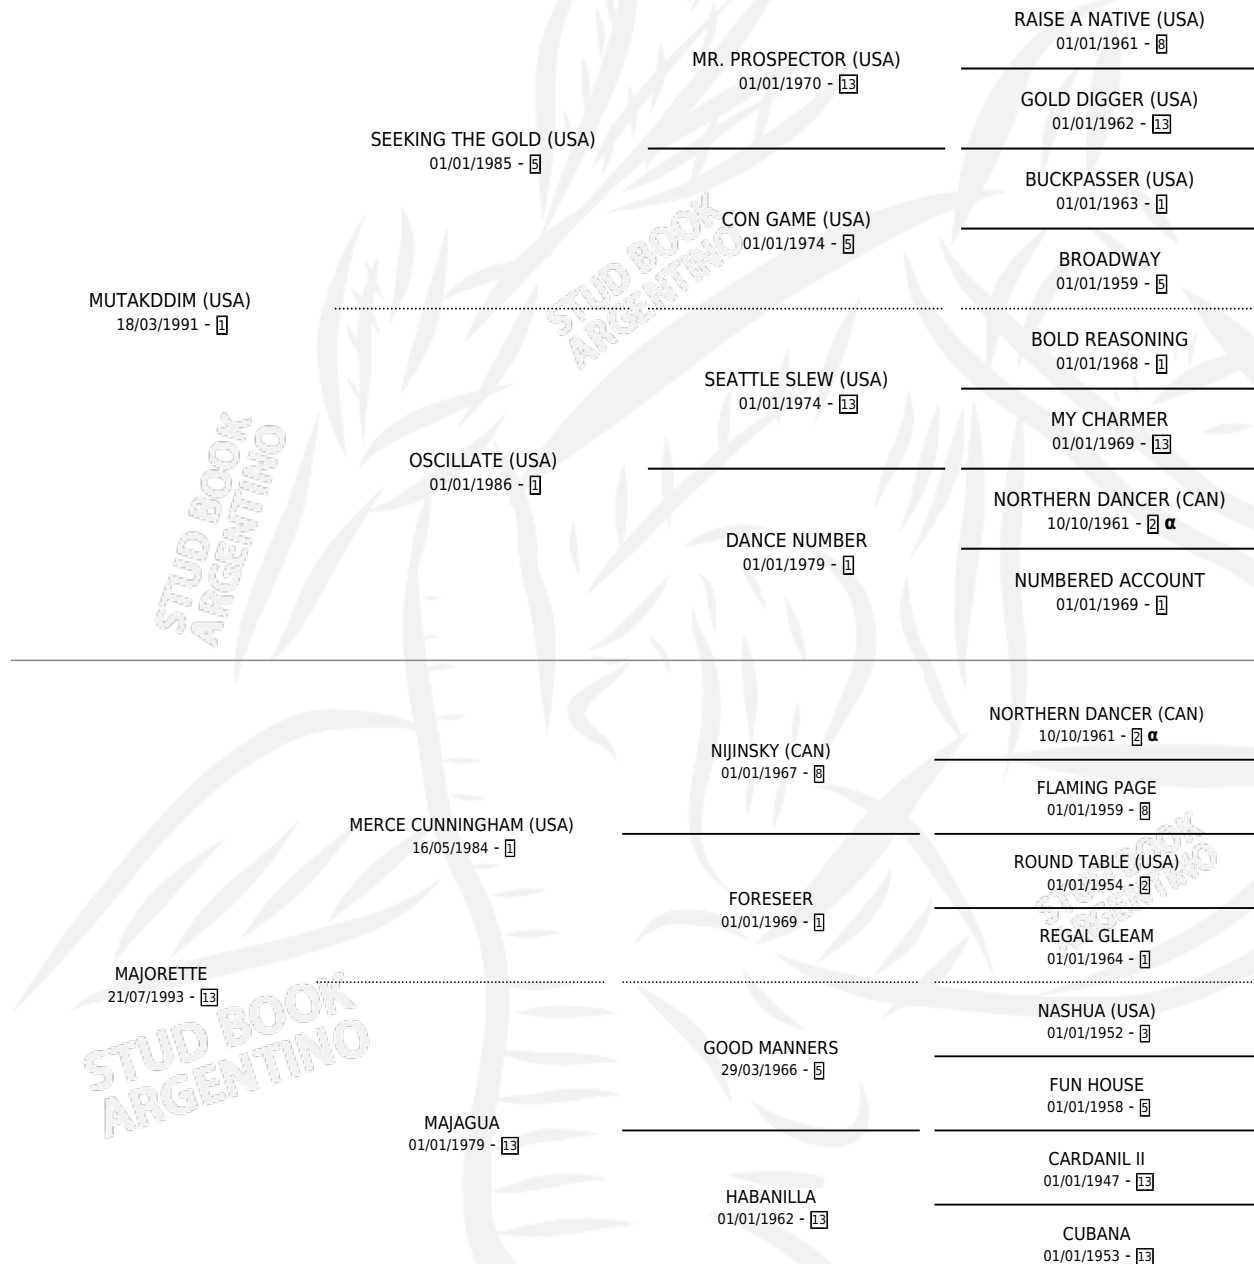 RAISE A NATIVE (USA)
01/01/1961 - 8
MR. PROSPECTOR (USA)
01/01/1970 - 13
GOLD DIGGER (USA)
01/01/1962 - 13
SEEKING THE GOLD (USA)
01/01/1985 - 5
BUCKPASSER (USA)
01/01/1963 - 1
CON GAME (USA)
01/01/1974 - 5
BROADWAY
01/01/1959 - 5
MUTAKDDIM (USA)
18/03/1991 - 1
BOLD REASONING
01/01/1968 - 1
SEATTLE SLEW (USA)
01/01/1974 - 13
MY CHARMER
01/01/1969 - 13
OSCILLATE (USA)
01/01/1986 - 1
NORTHERN DANCER (CAN)
10/10/1961 - 2 α
DANCE NUMBER
01/01/1979 - 1
NUMBERED ACCOUNT
01/01/1969 - 1
NORTHERN DANCER (CAN)
10/10/1961 - 2 α
NIJINSKY (CAN)
01/01/1967 - 8
FLAMING PAGE
01/01/1959 - 8
MERCE CUNNINGHAM (USA)
16/05/1984 - 1
ROUND TABLE (USA)
01/01/1954 - 2
FORESEER
01/01/1969 - 1
REGAL GLEAM
01/01/1964 - 1
MAJORETTE
21/07/1993 - 13
NASHUA (USA)
01/01/1952 - 3
GOOD MANNERS
29/03/1966 - 5
FUN HOUSE
01/01/1958 - 5
MAJAGUA
01/01/1979 - 13
CARDANIL II
01/01/1947 - 13
HABANILLA
01/01/1962 - 13
CUBANA
01/01/1953 - 13
STUD BOOK
ARGENTINO
STUD BOOK
ARGENTINO
STUD BOOK
ARGENTINO
STUD BOOK
ARGENTINO